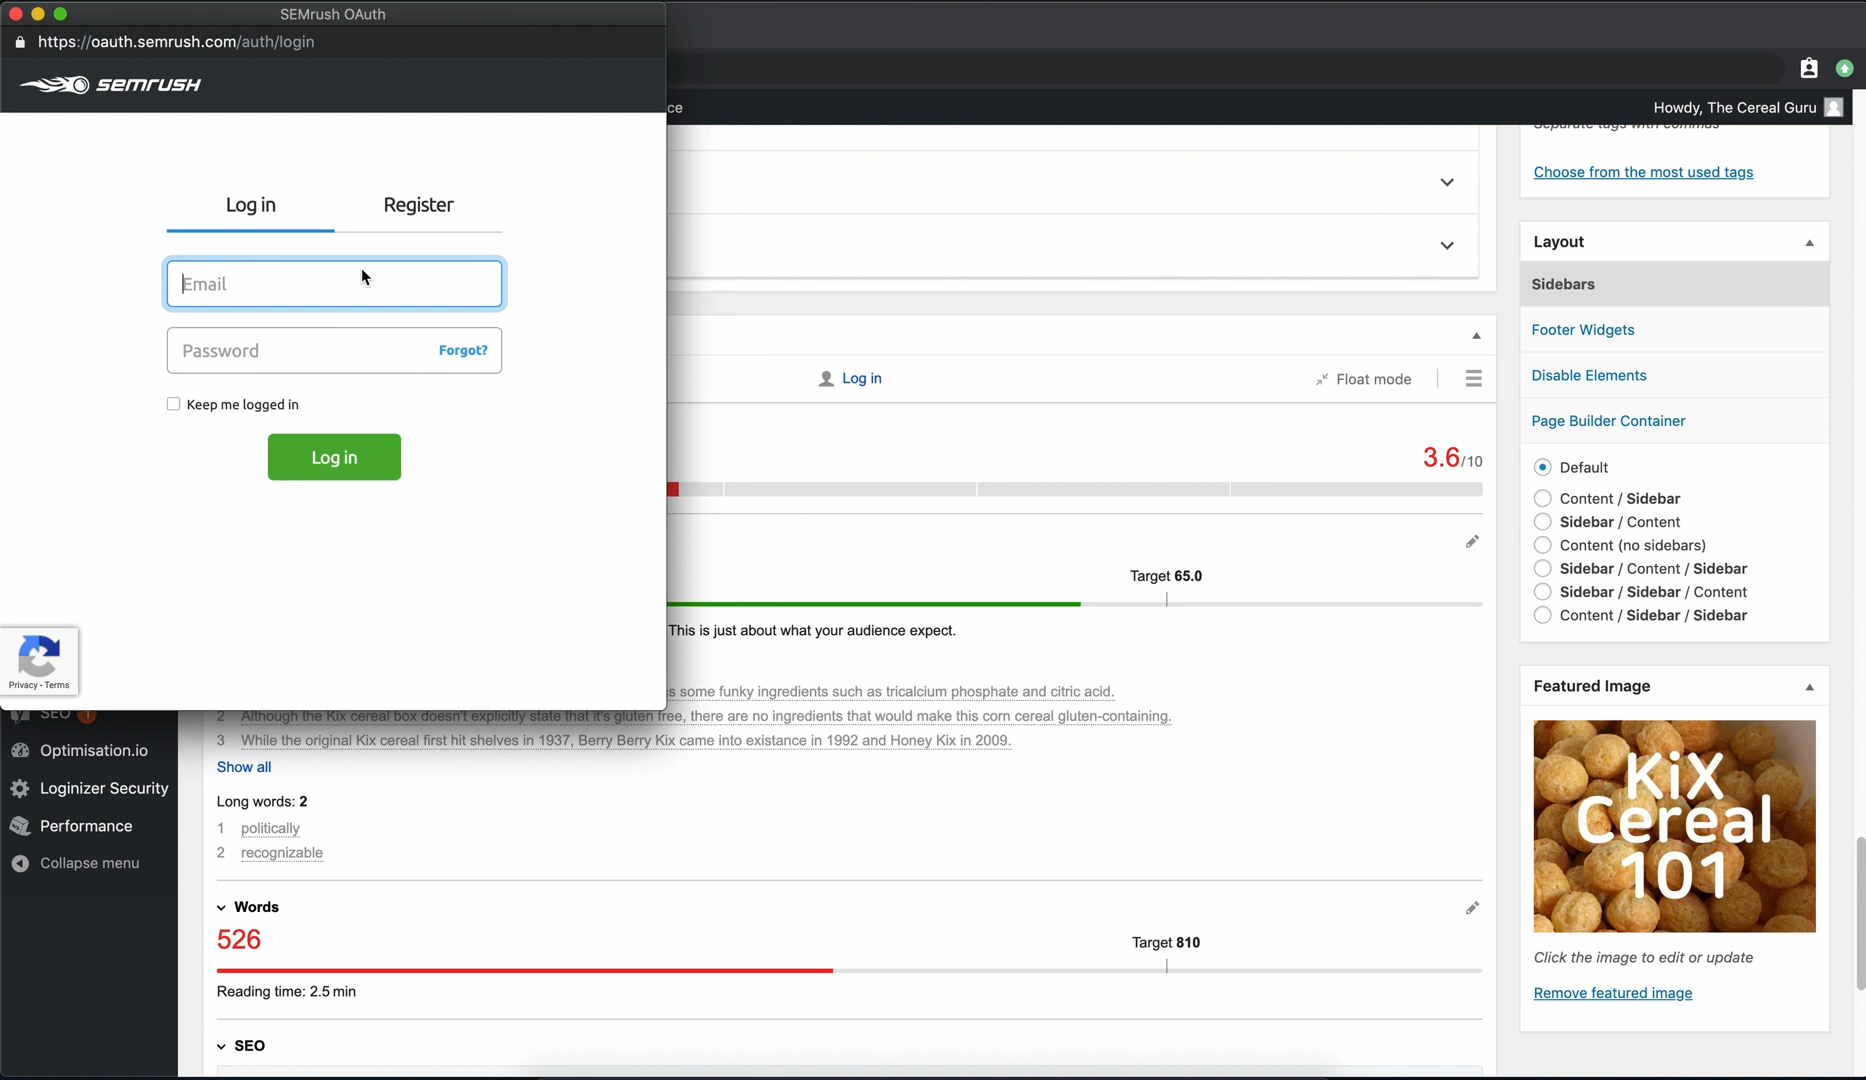 SEMrush OAuth
https://oauth.semrush.com/auth/login
semrush
Log in
Register
Email
Password
Forgot?
Keep me logged in
Log in
Privacy - Terms
ce
Howdy, The Cereal Guru
Separate tags with commas
Choose from the most used tags
Layout
Sidebars
Footer Widgets
Disable Elements
Page Builder Container
Default
Content / Sidebar
Sidebar / Content
Content (no sidebars)
Sidebar / Content / Sidebar
Sidebar / Sidebar / Content
Content / Sidebar / Sidebar
Featured Image
KiX
Cereal
101
Click the image to edit or update
Remove featured image
Log in
Float mode
3.6/10
Target 65.0
This is just about what your audience expect.
s some funky ingredients such as tricalcium phosphate and citric acid.
2 Although the Kix cereal box doesn't explicitly state that it's gluten free, there are no ingredients that would make this corn cereal gluten-containing.
3 While the original Kix cereal first hit shelves in 1937, Berry Berry Kix came into existance in 1992 and Honey Kix in 2009.
Show all
Long words: 2
1 politically
2 recognizable
Words
526
Target 810
Reading time: 2.5 min
SEO
SEO 1
Optimisation.io
Loginizer Security
Performance
Collapse menu